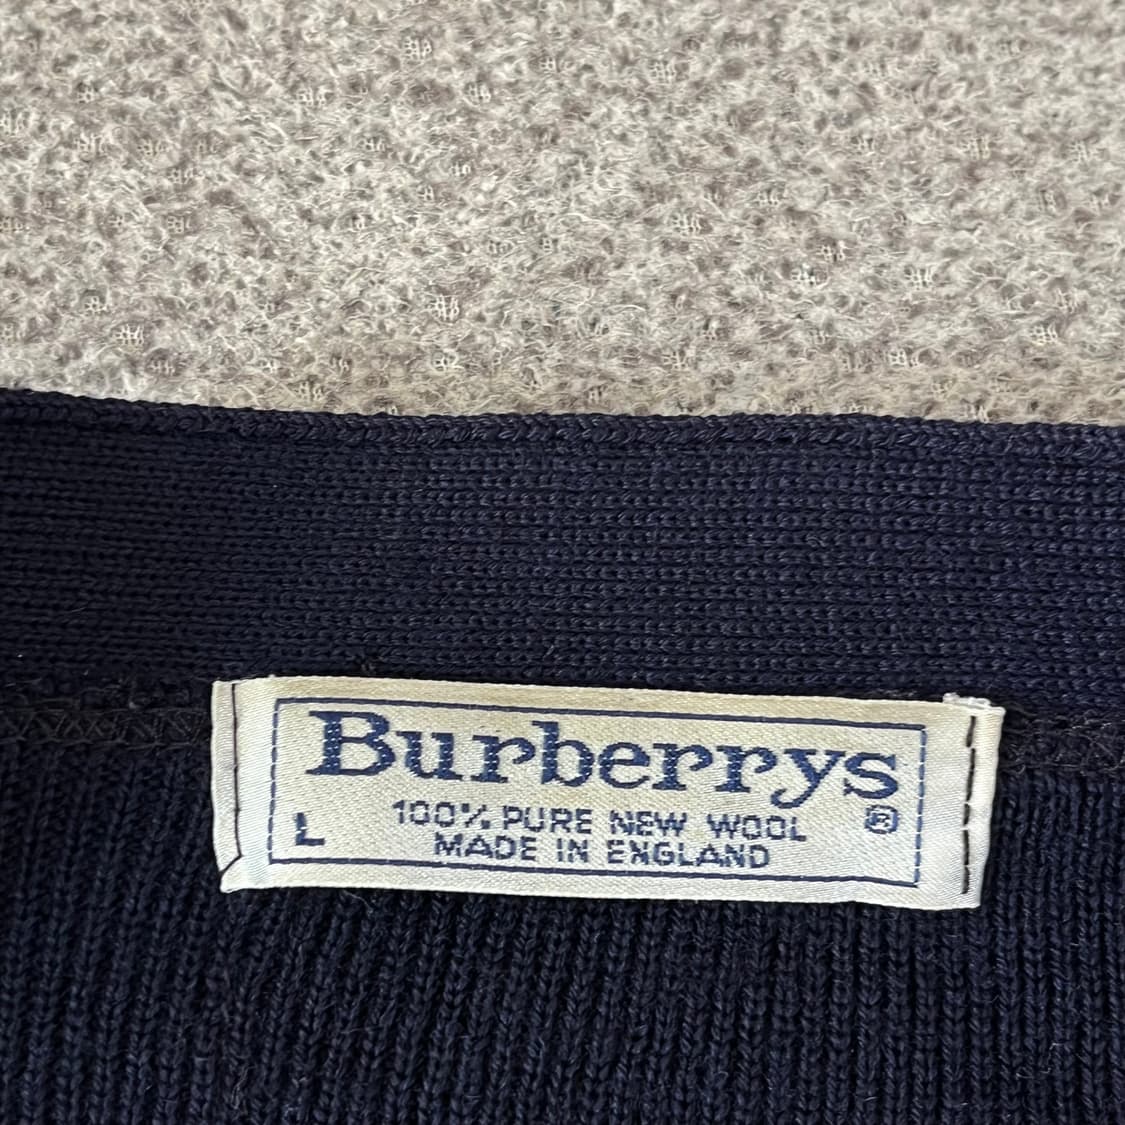 Burberrys
100% PURE NEW WOOL ®
L
MADE IN ENGLAND